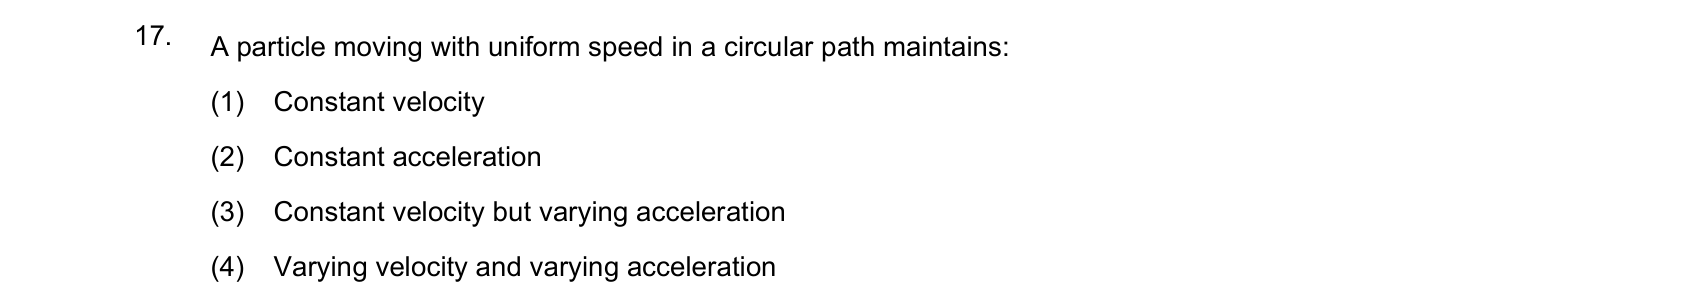 17. A particle moving with uniform speed in a circular path maintains:
(1) Constant velocity
(2) Constant acceleration
(3) Constant velocity but varying acceleration
(4) Varying velocity and varying acceleration